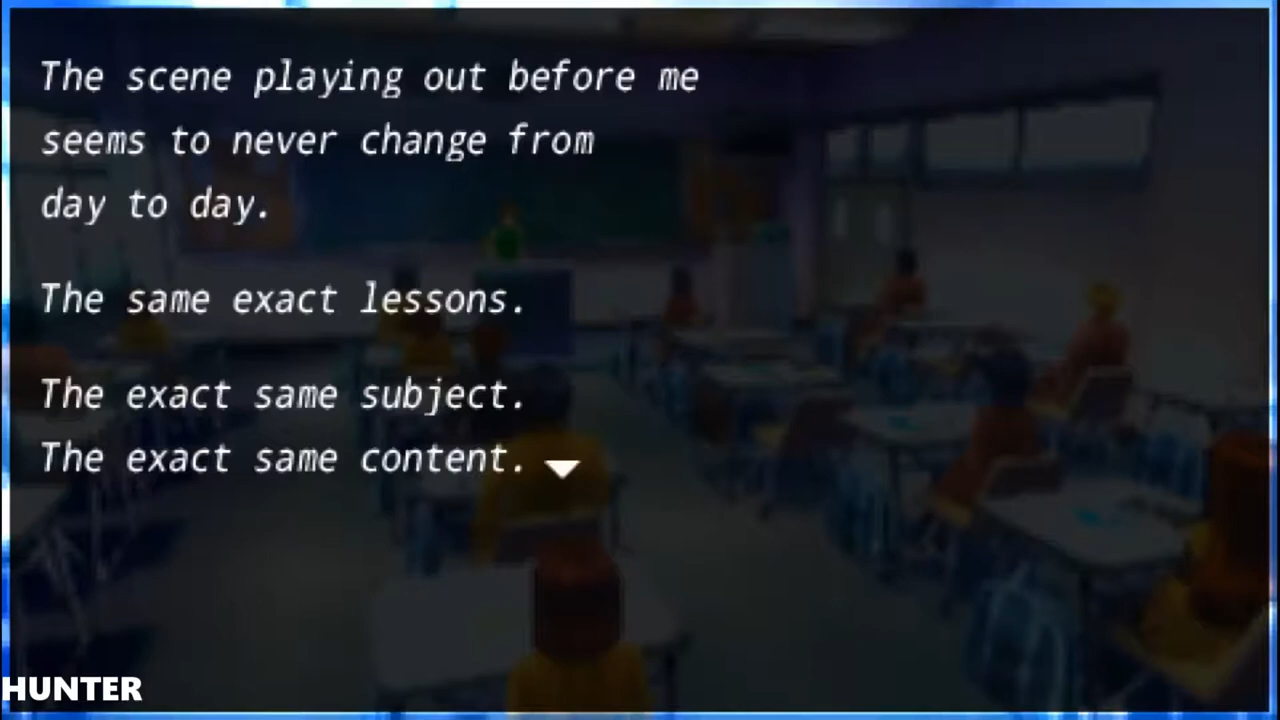 The scene playing out before me
seems to never change from
day to day.
The same exact lessons.
The exact same subject.
The exact same content.
HUNTER